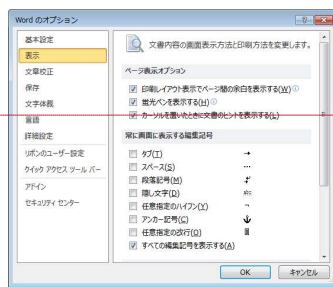 Word のオプション
基本設定
表示
文章校正
保存
文字体裁
言語
詳細設定
リボンのユーザー設定
クイック アクセス ツール バー
アドイン
セキュリティ センター
文書内容の画面表示方法と印刷方法を変更します。
ページ表示オプション
印刷レイアウト表示でページ間の余白を表示する(W)
蛍光ペンを表示する(H)
カーソルを置いたときに文書のヒントを表示する(L)
常に画面に表示する編集記号
タブ(T) →
スペース(S) ...
段落記号(M)
隠し文字(D) abc
任意指定のハイフン(Y) ¬
アンカー記号(C)
任意指定の改行(O)
すべての編集記号を表示する(A)
OK キャンセル